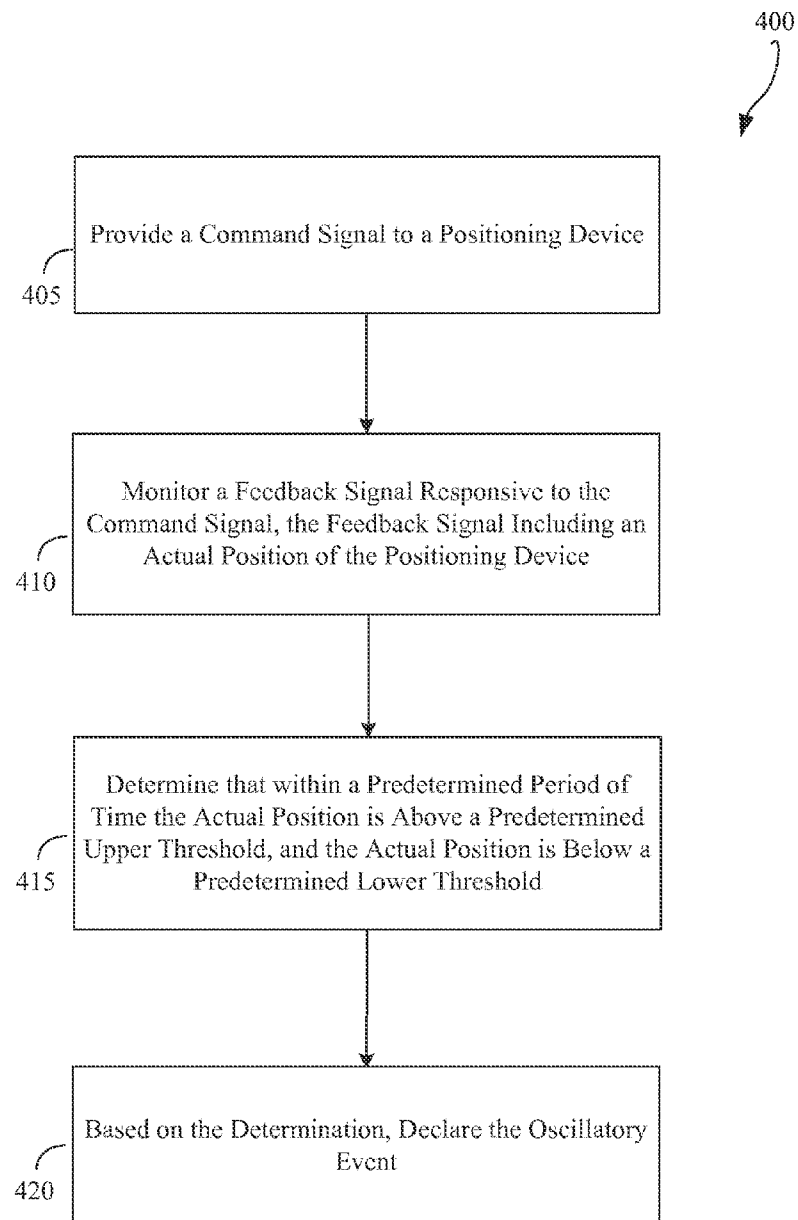 400
Provide a Command Signal to a Positioning Device
405
Monitor a Feedback Signal Responsive to the
Command Signal, the Feedback Signal Including an
Actual Position of the Positioning Device
410
Determine that within a Predetermined Period of
Time the Actual Position is Above a Predetermined
Upper Threshold, and the Actual Position is Below a
Predetermined Lower Threshold
415
Based on the Determination, Declare the Oscillatory
Event
420